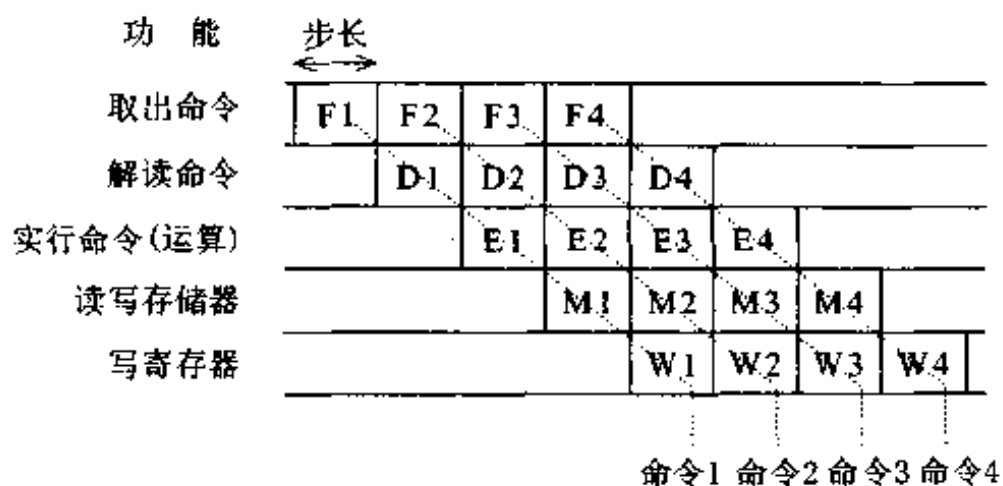 功 能 步长
取出命令 F1 F2 F3 F4
解读命令 D1 D2 D3 D4
实行命令(运算) E1 E2 E3 E4
读写存储器 M1 M2 M3 M4
写寄存器 W1 W2 W3 W4
命令1 命令2 命令3 命令4